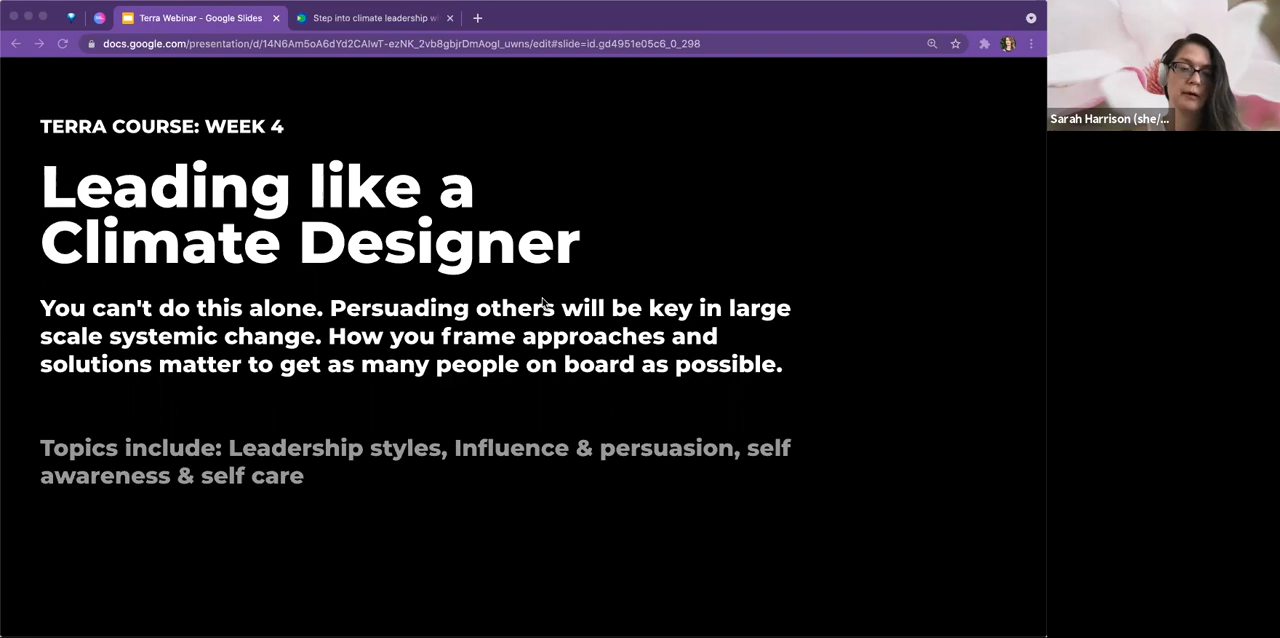 Terra Webinar - Google Slides
Step into climate leadership wi
docs.google.com/presentation/d/14N6Am5oA6dYd2CAlwT-ezNK_2vb8gbjrDmAogI_uwns/edit#slide=id.gd4951e05c6_0_298
Sarah Harrison (she/...
TERRA COURSE: WEEK 4
Leading like a
Climate Designer
You can't do this alone. Persuading others will be key in large
scale systemic change. How you frame approaches and
solutions matter to get as many people on board as possible.
Topics include: Leadership styles, Influence & persuasion, self
awareness & self care